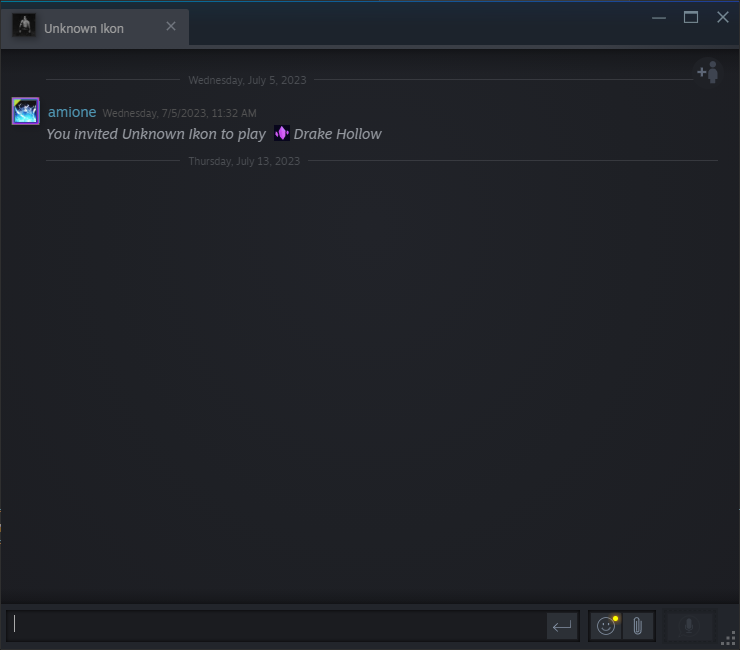 Unknown Ikon
Wednesday, July 5, 2023
amione Wednesday, 7/5/2023, 11:32 AM
You invited Unknown Ikon to play Drake Hollow
Thursday, July 13, 2023